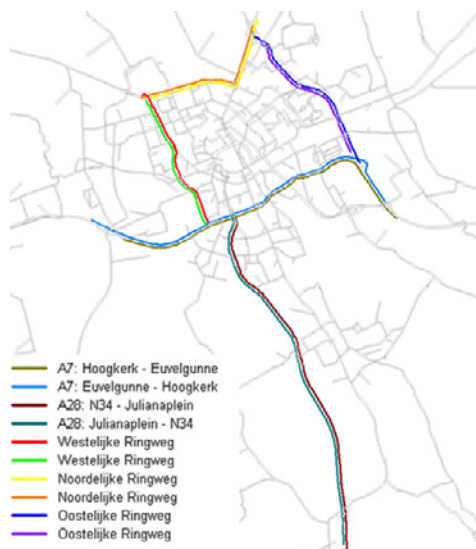 A7: Hoogkerk - Euvelgunne
A7: Euvelgunne - Hoogkerk
A28: N34 - Julianaplein
A28: Julianaplein - N34
Westelijke Ringweg
Westelijke Ringweg
Noordelijke Ringweg
Noordelijke Ringweg
Oostelijke Ringweg
Oostelijke Ringweg